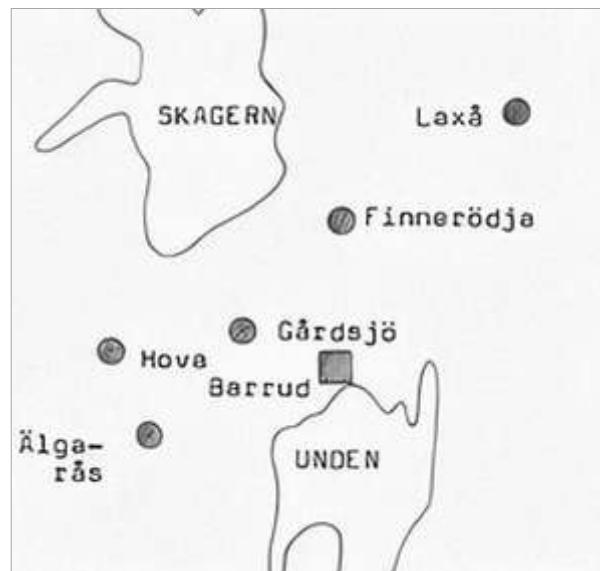 SKAGERN
Laxå
Finnerödja
Gårdsjö
Hova
Barrud
Älga-
rås
UNDEN